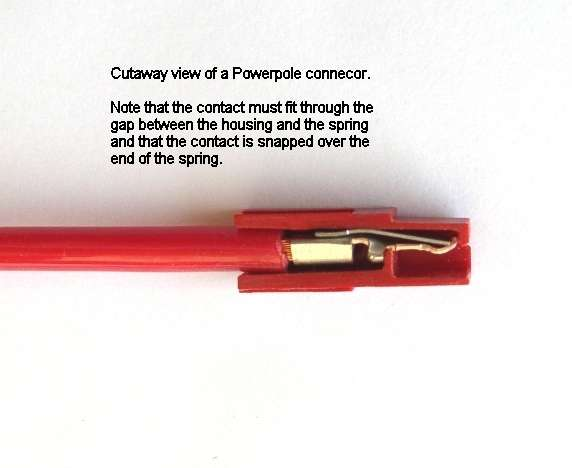 Cutaway view of a Powerpole connecor.
Note that the contact must fit through the
gap between the housing and the spring
and that the contact is snapped over the
end of the spring.